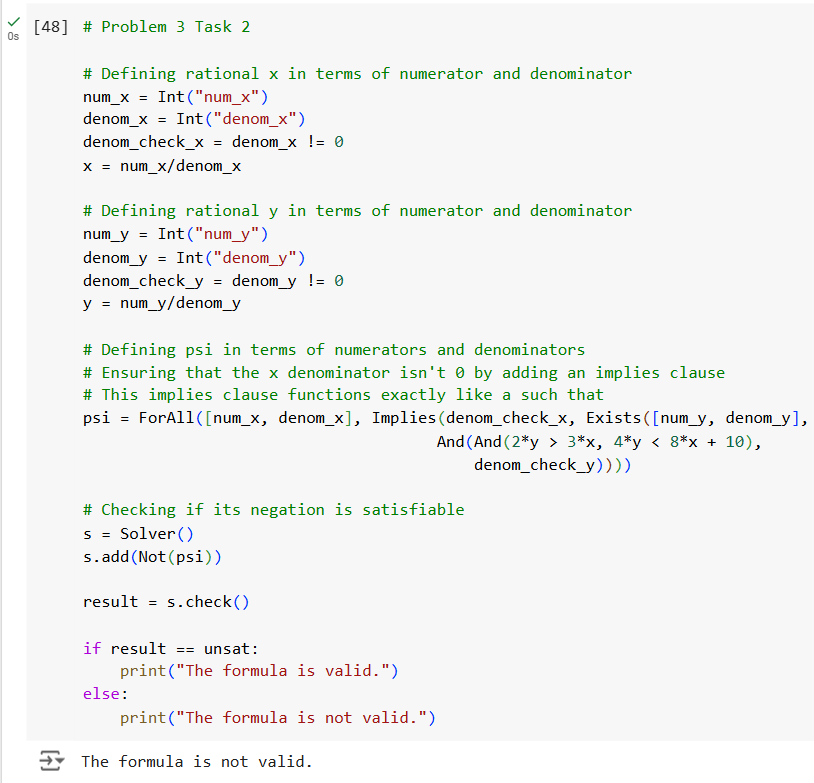 [48] # Problem 3 Task 2
0s
# Defining rational x in terms of numerator and denominator
num_x = Int("num_x")
denom_x = Int("denom_x")
denom_check_x = denom_x != 0
x = num_x/denom_x
# Defining rational y in terms of numerator and denominator
num_y = Int("num_y")
denom_y = Int("denom_y")
denom_check_y = denom_y != 0
y = num_y/denom_y
# Defining psi in terms of numerators and denominators
# Ensuring that the x denominator isn't 0 by adding an implies clause
# This implies clause functions exactly like a such that
psi = ForAll([num_x, denom_x], Implies(denom_check_x, Exists([num_y, denom_y],
And(And(2*y > 3*x, 4*y < 8*x + 10),
denom_check_y))))
# Checking if its negation is satisfiable
s = Solver()
s.add(Not(psi))
result = s.check()
if result == unsat:
print("The formula is valid.")
else:
print("The formula is not valid.")
The formula is not valid.